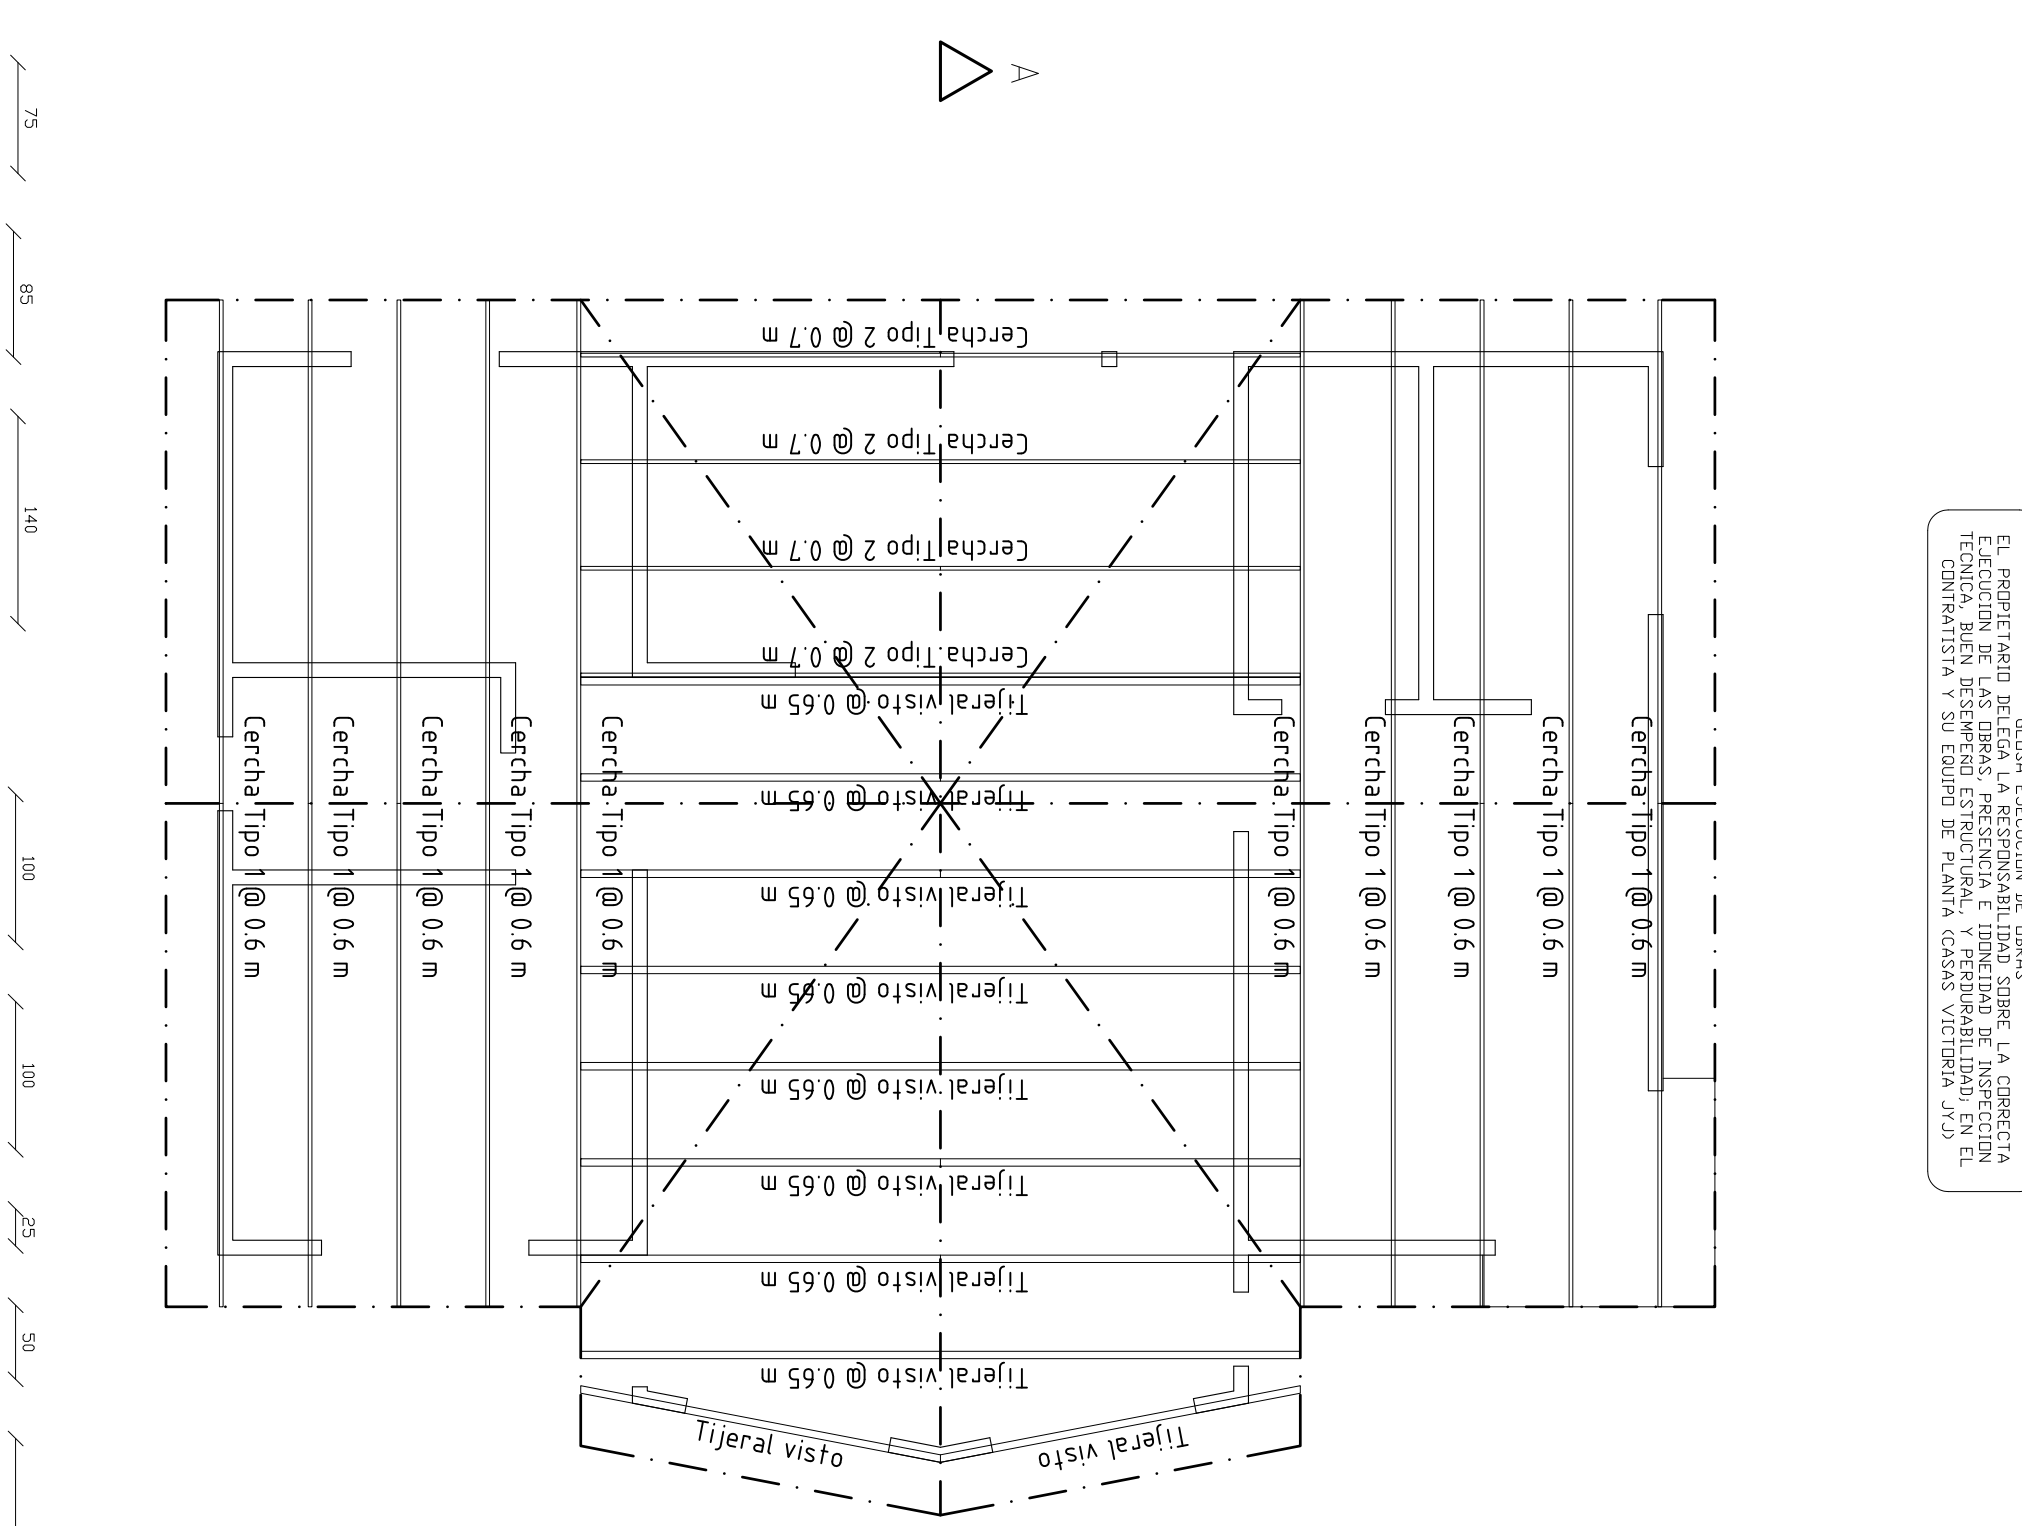 A
75
85
140
100
100
25
50
Cercha Tipo 2 @ 0.7 m
Cercha Tipo 2 @ 0.7 m
Cercha Tipo 2 @ 0.7 m
Cercha Tipo 2 @ 0.7 m
Tijeral visto @ 0.65 m
Tijeral visto @ 0.65 m
Tijeral visto @ 0.65 m
Tijeral visto @ 0.65 m
Tijeral visto @ 0.65 m
Tijeral visto @ 0.65 m
Tijeral visto @ 0.65 m
Tijeral visto @ 0.65 m
Tijeral visto
Tijeral visto
Cercha Tipo 1 @ 0.6 m
Cercha Tipo 1 @ 0.6 m
Cercha Tipo 1 @ 0.6 m
Cercha Tipo 1 @ 0.6 m
Cercha Tipo 1 @ 0.6 m
Cercha Tipo 1 @ 0.6 m
Cercha Tipo 1 @ 0.6 m
Cercha Tipo 1 @ 0.6 m
Cercha Tipo 1 @ 0.6 m
Cercha Tipo 1 @ 0.6 m
EL PROPIETARIO DELEGA LA RESPONSABILIDAD SOBRE LA CORRECTA
EJECUCION DE LAS OBRAS, PRESENCIA E IDONEIDAD DE INSPECCION
TECNICA, BUEN DESEMPEÑO ESTRUCTURAL, Y PERDURABILIDAD; EN EL
CONTRATISTA Y SU EQUIPO DE PLANTA (CASAS VICTORIA JYJ)